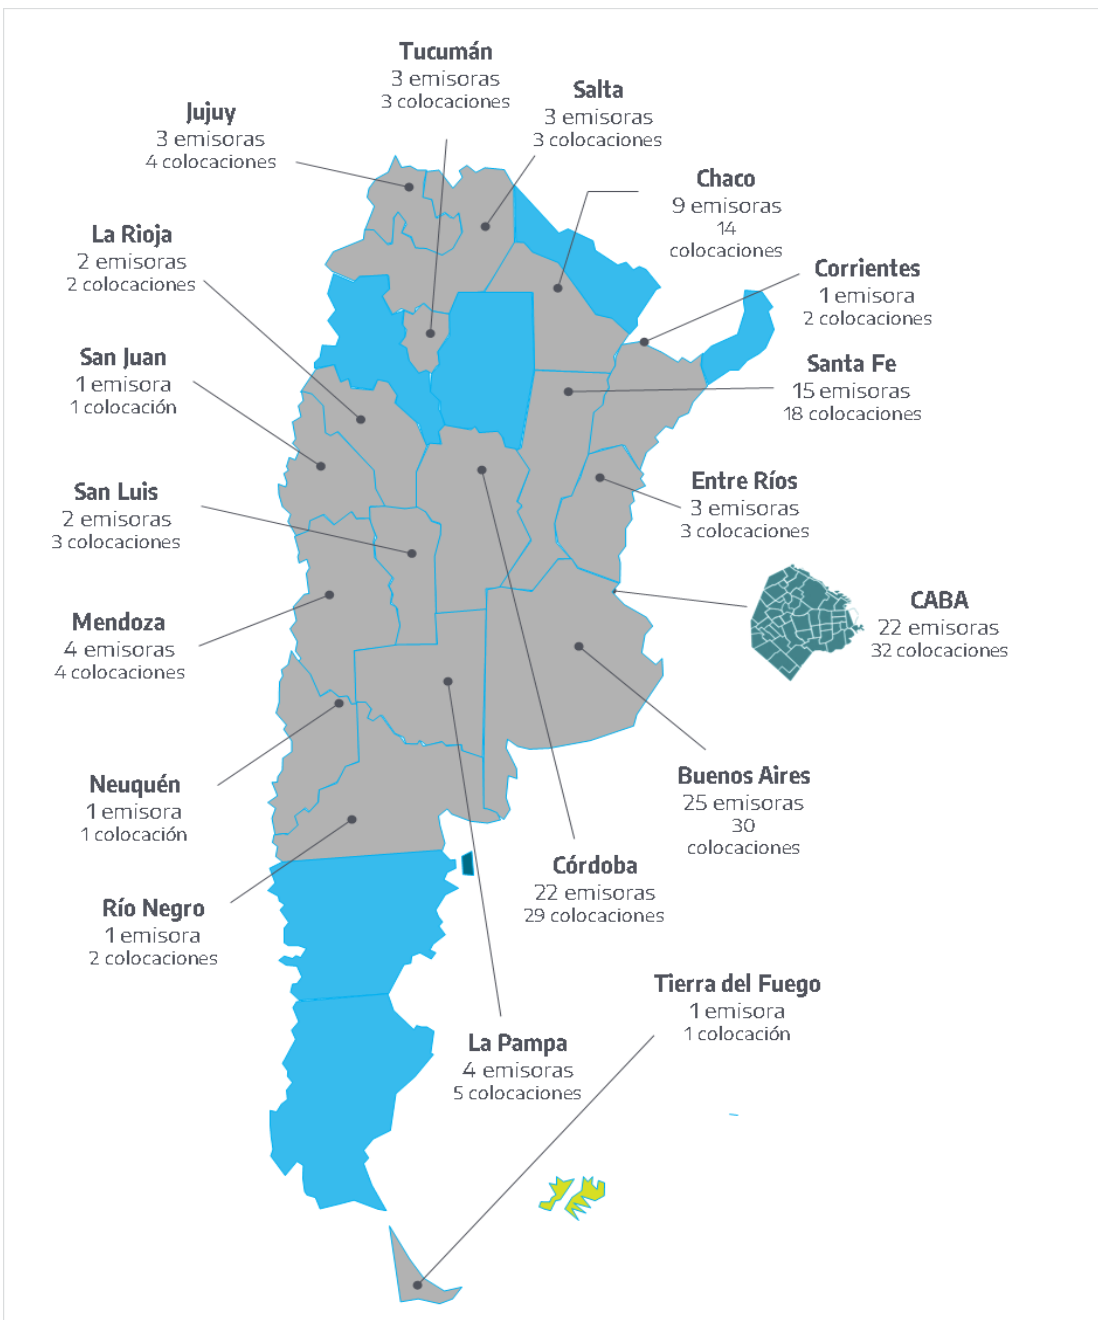 Tucumán
3 emisoras
3 colocaciones
Salta
3 emisoras
3 colocaciones
Jujuy
3 emisoras
4 colocaciones
Chaco
9 emisoras
14
colocaciones
La Rioja
2 emisoras
2 colocaciones
Corrientes
1 emisora
2 colocaciones
San Juan
1 emisora
1 colocación
Santa Fe
15 emisoras
18 colocaciones
San Luis
2 emisoras
3 colocaciones
Entre Ríos
3 emisoras
3 colocaciones
CABA
22 emisoras
32 colocaciones
Mendoza
4 emisoras
4 colocaciones
Neuquén
1 emisora
1 colocación
Buenos Aires
25 emisoras
30
colocaciones
Córdoba
22 emisoras
29 colocaciones
Río Negro
1 emisora
2 colocaciones
Tierra del Fuego
1 emisora
1 colocación
La Pampa
4 emisoras
5 colocaciones